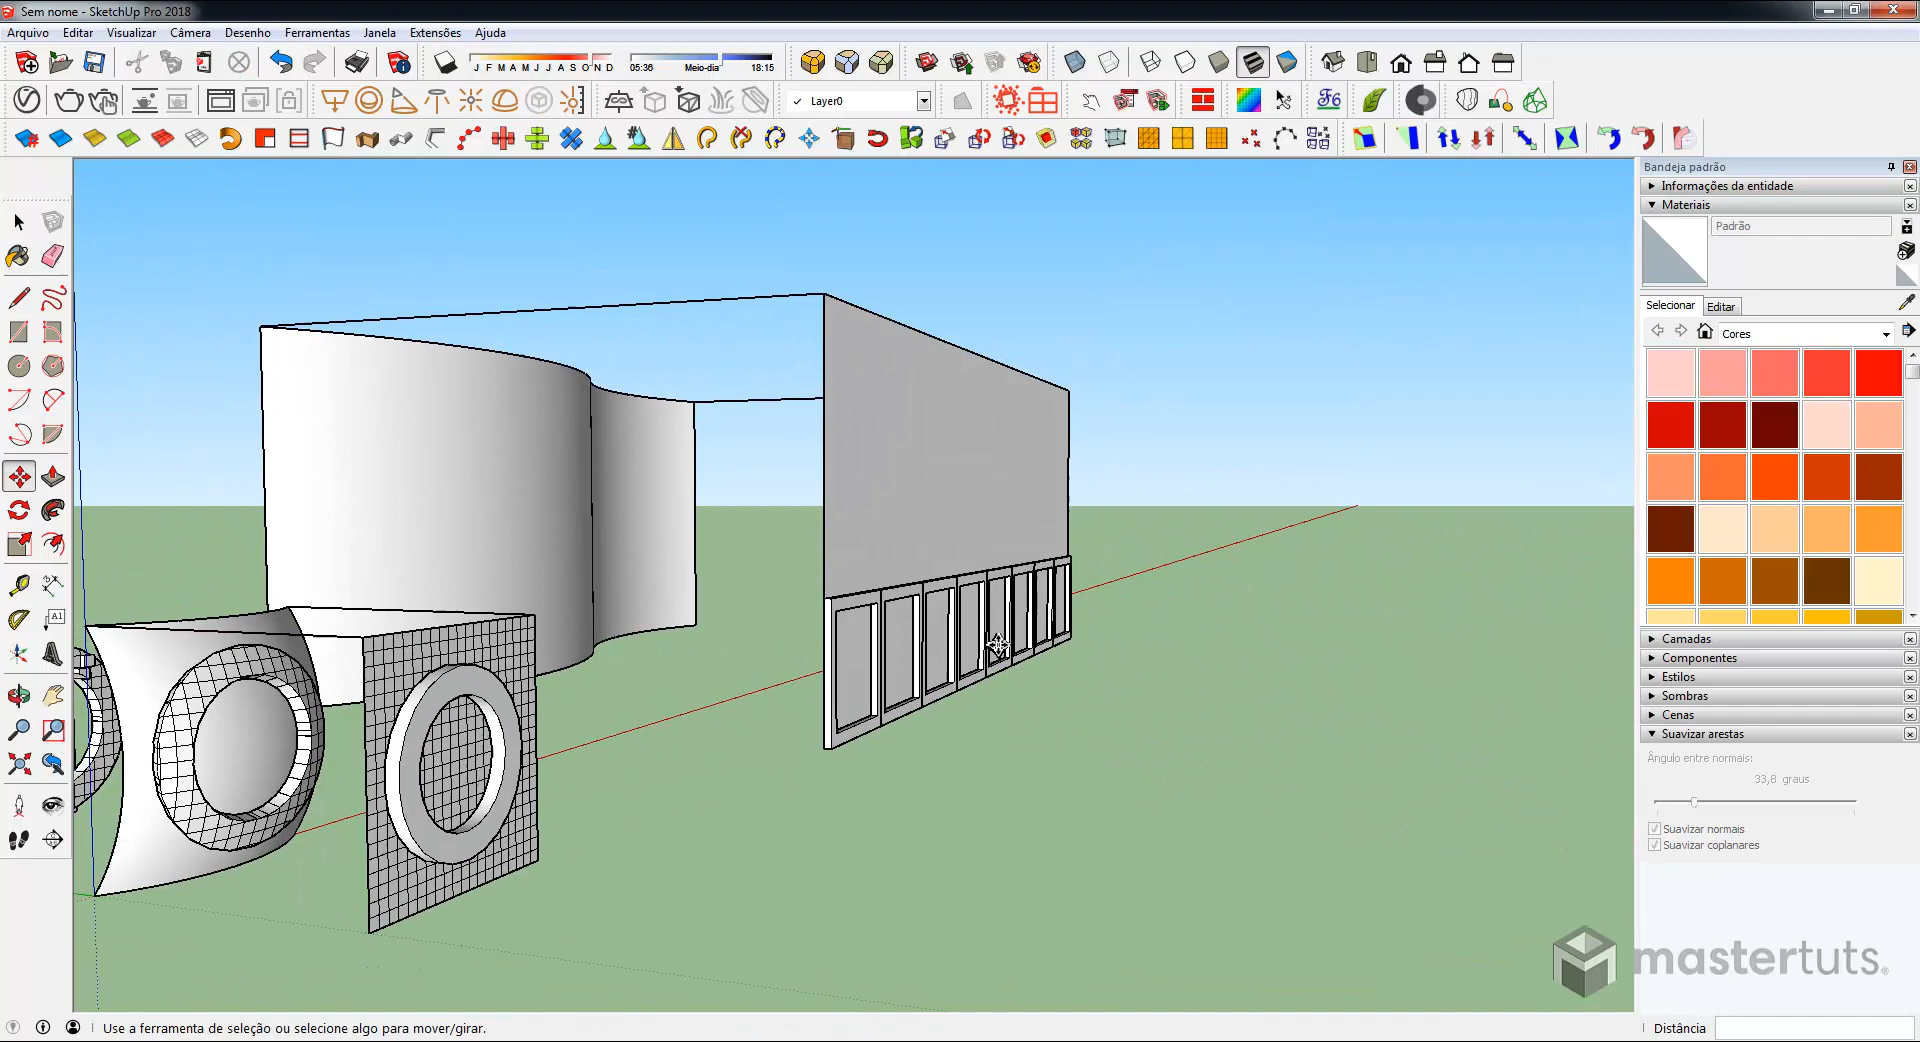 Sem nome - SketchUp Pro 2018
Arquivo Editar Visualizar Câmera Desenho Ferramentas Janela Extensões Ajuda
J F M A M J J A S O N D
05:36 Meio-dia 18:15
Layer0
F6
Bandeja padrão
Informações da entidade
Materiais
Padrão
Selecionar Editar
Cores
A1
Camadas
Componentes
Estilos
Sombras
Cenas
Suavizar arestas
Ângulo entre normais:
33,8 graus
Suavizar normais
Suavizar coplanares
mastertuts®
Use a ferramenta de seleção ou selecione algo para mover/girar.
Distância